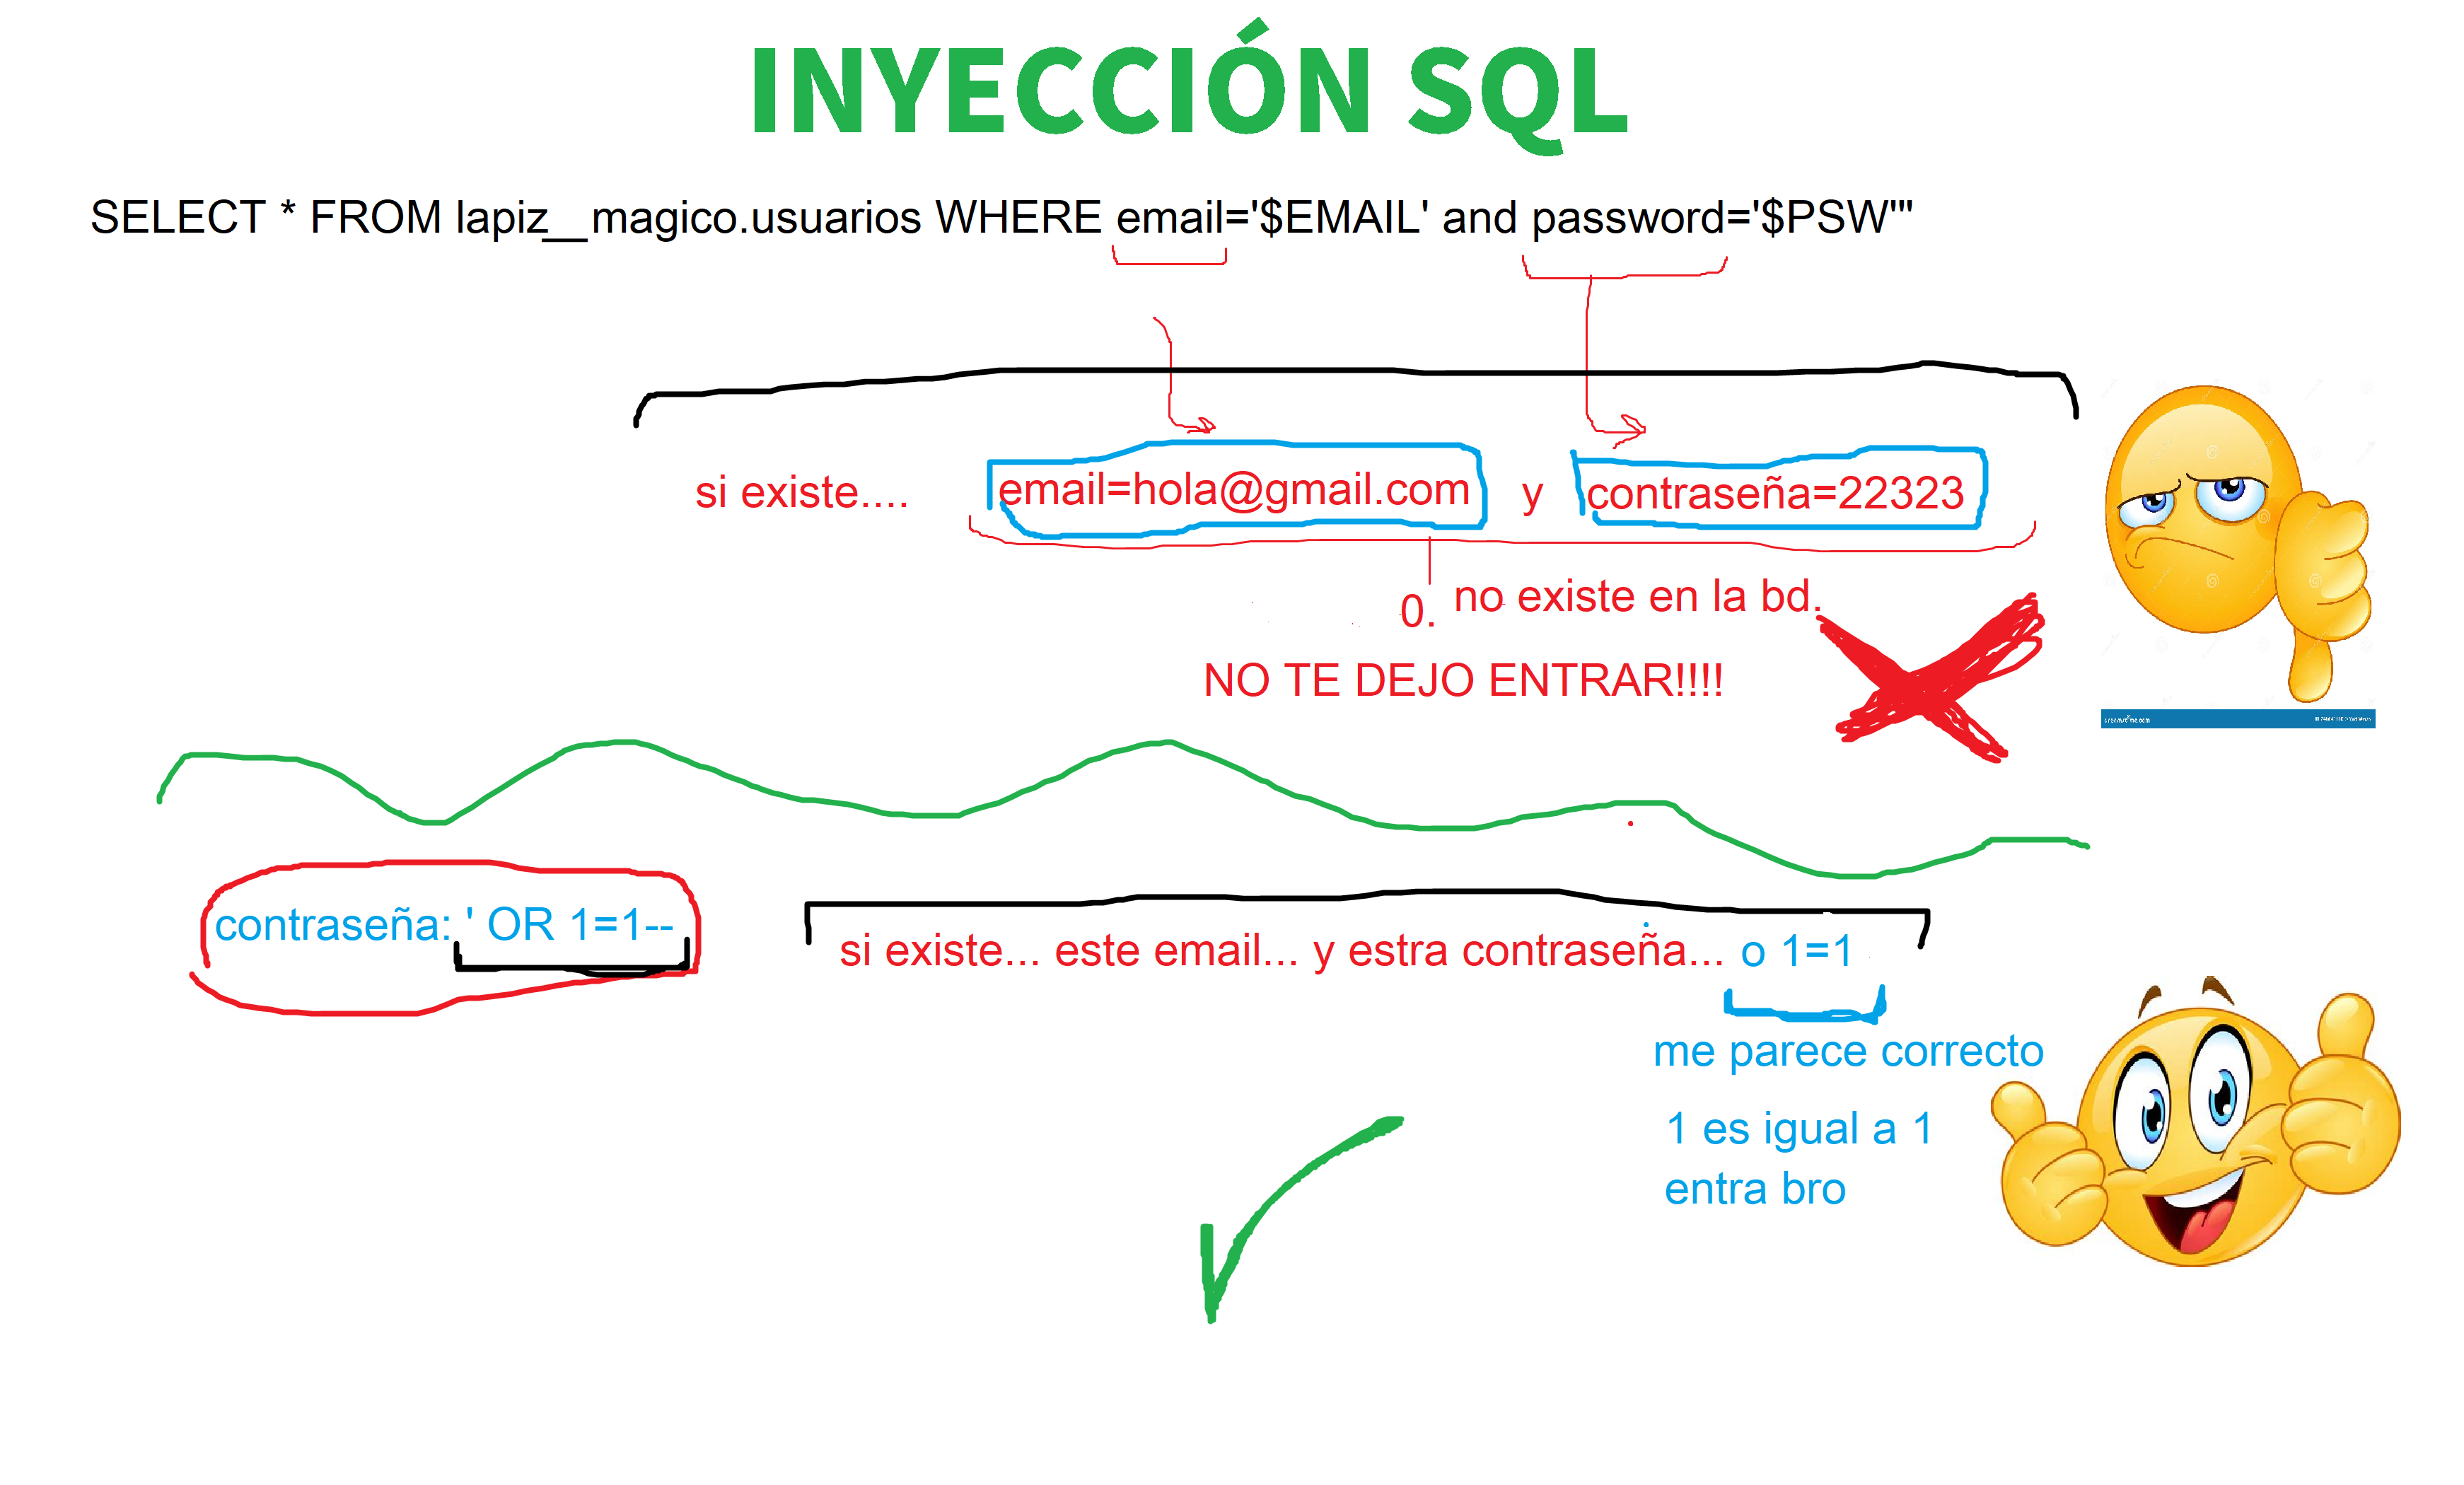 INYECCIÓN SQL
SELECT * FROM lapiz__magico.usuarios WHERE email='$EMAIL' and password='$PSW'"
si existe.... email=hola@gmail.com y contraseña=22323
0. no existe en la bd.
NO TE DEJO ENTRAR!!!!
contraseña: ' OR 1=1--
si existe... este email... y estra contraseña... o 1=1
me parece correcto
1 es igual a 1
entra bro